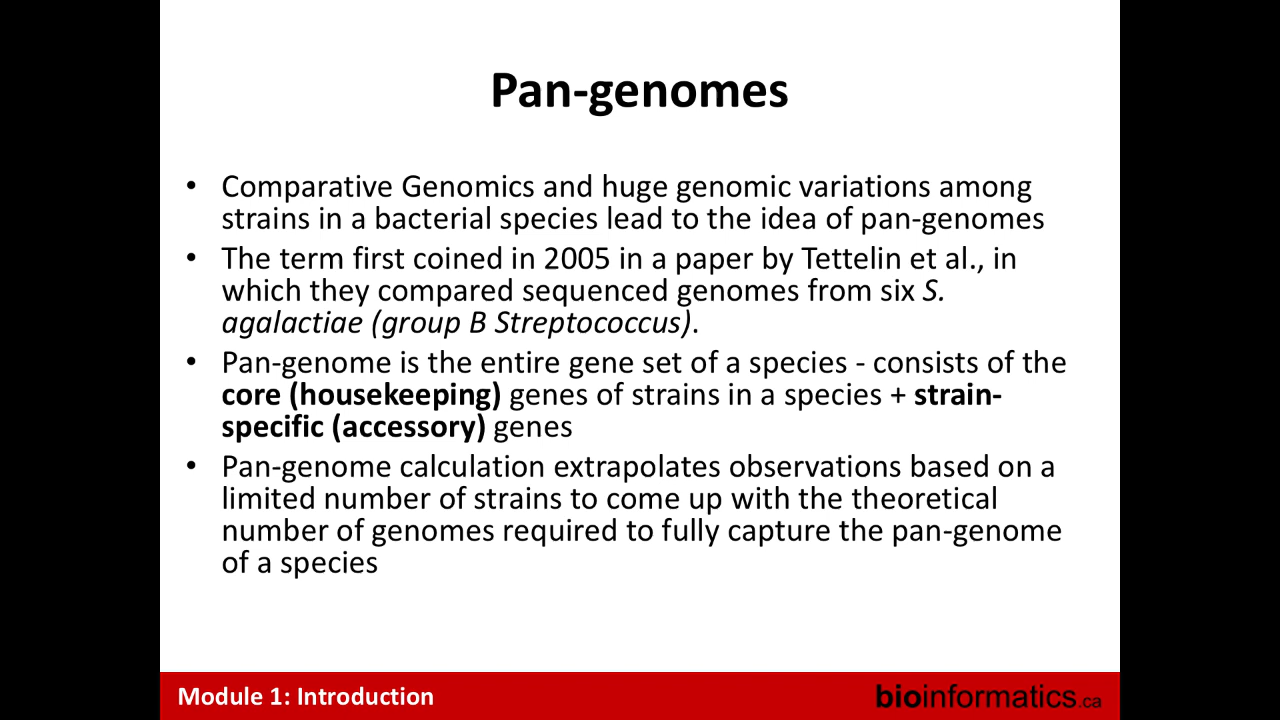 Pan-genomes
• Comparative Genomics and huge genomic variations among
strains in a bacterial species lead to the idea of pan-genomes
• The term first coined in 2005 in a paper by Tettelin et al., in
which they compared sequenced genomes from six S.
agalactiae (group B Streptococcus).
• Pan-genome is the entire gene set of a species - consists of the
core (housekeeping) genes of strains in a species + strain-
specific (accessory) genes
• Pan-genome calculation extrapolates observations based on a
limited number of strains to come up with the theoretical
number of genomes required to fully capture the pan-genome
of a species
Module 1: Introduction
bioinformatics.ca